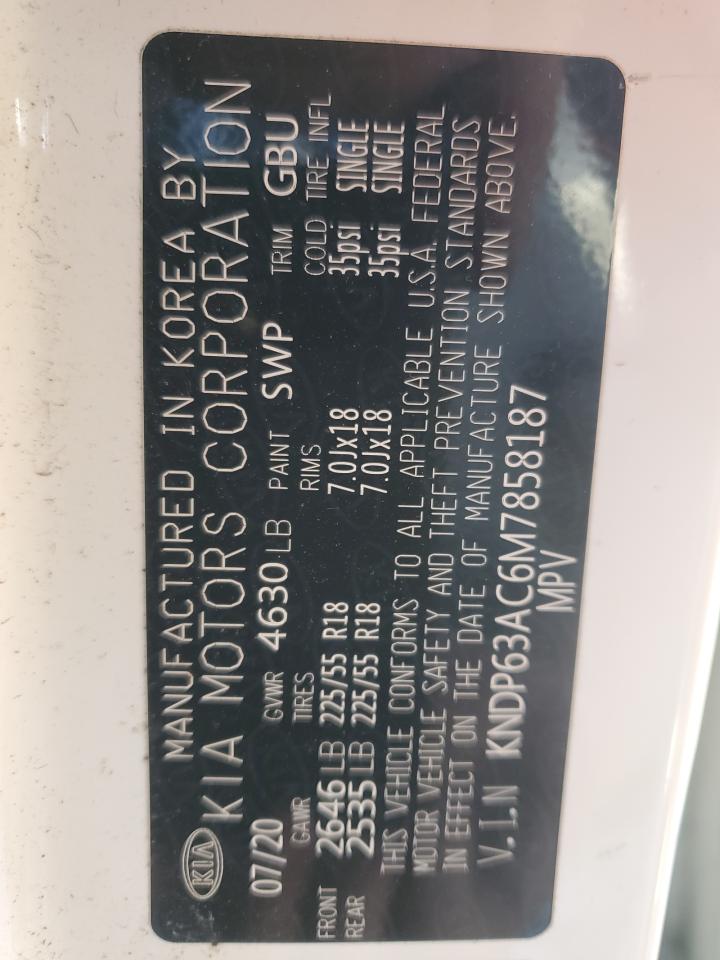 MANUFACTURED IN KOREA BY
KIA KIA MOTORS CORPORATION
07/20 GVWR 4630 LB PAINT SWP TRIM GBU
GAWR TIRES RIMS COLD TIRE INFL
FRONT 2646 LB 225/55 R18 7.0Jx18 35psi SINGLE
REAR 2535 LB 225/55 R18 7.0Jx18 35psi SINGLE
THIS VEHICLE CONFORMS TO ALL APPLICABLE U.S.A. FEDERAL
MOTOR VEHICLE SAFETY AND THEFT PREVENTION STANDARDS
IN EFFECT ON THE DATE OF MANUFACTURE SHOWN ABOVE.
V.I.N KNDP63AC6M7858187
MPV